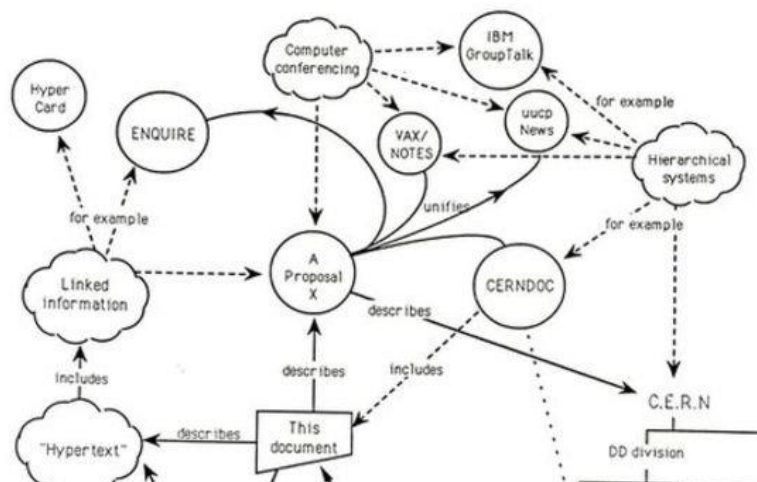 IBM
GroupTalk
Computer
conferencing
Hyper
Card
ENQUIRE
uucp
News
for example
VAX/
NOTES
Hierarchical
systems
unifies
for example
for example
A
Proposal
X
Linked
information
CERNDOC
describes
includes
describes
includes
C.E.R.N
This
document
describes
"Hypertext"
DD division